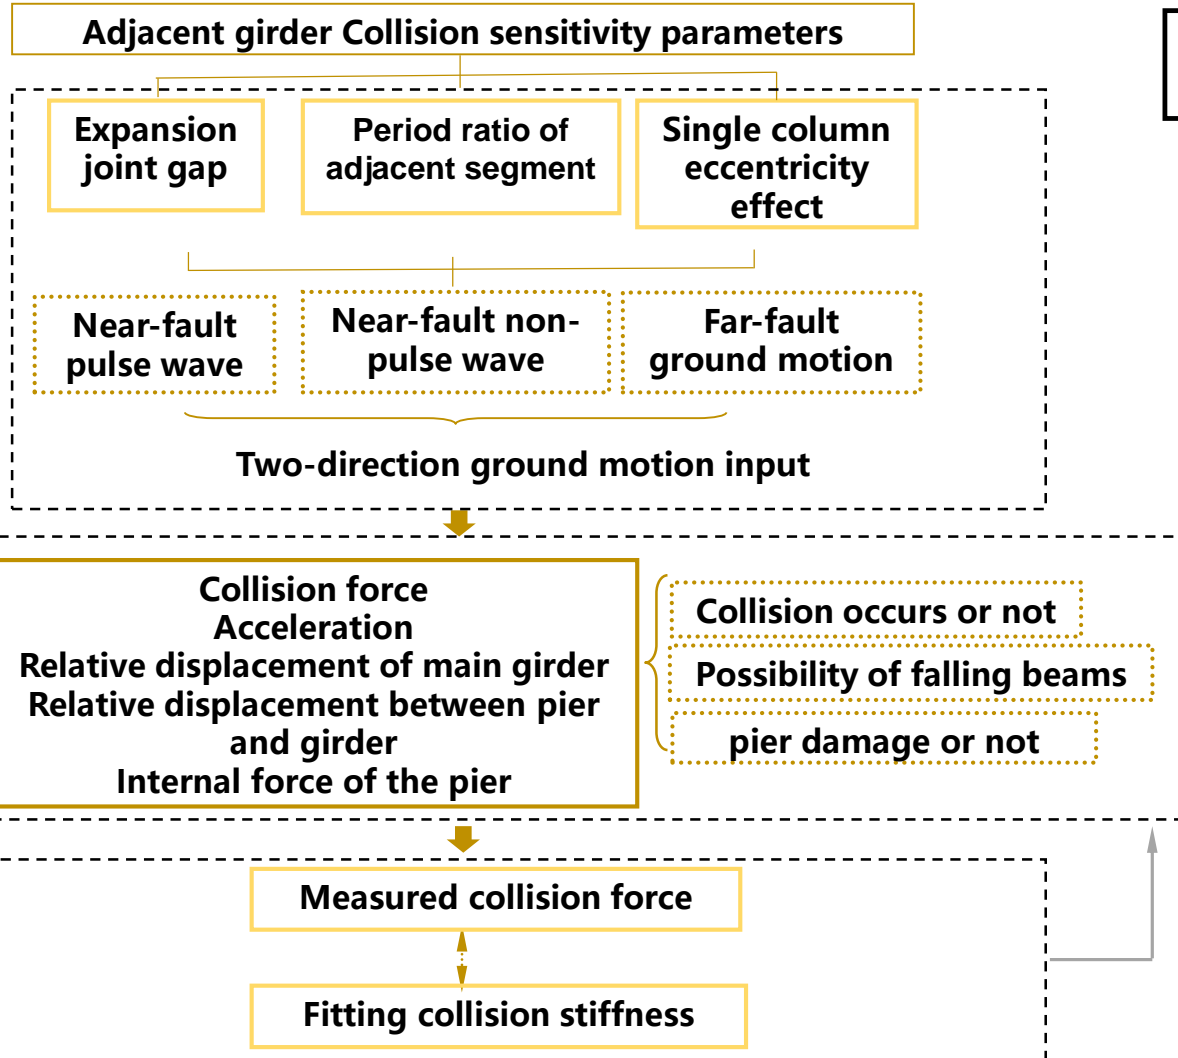 Adjacent girder Collision sensitivity parameters
Expansion
joint gap
Period ratio of
adjacent segment
Single column
eccentricity
effect
Near-fault
pulse wave
Near-fault non-
pulse wave
Far-fault
ground motion
Two-direction ground motion input
Collision force
Acceleration
Relative displacement of main girder
Relative displacement between pier
and girder
Internal force of the pier
Collision occurs or not
Possibility of falling beams
pier damage or not
Measured collision force
Fitting collision stiffness